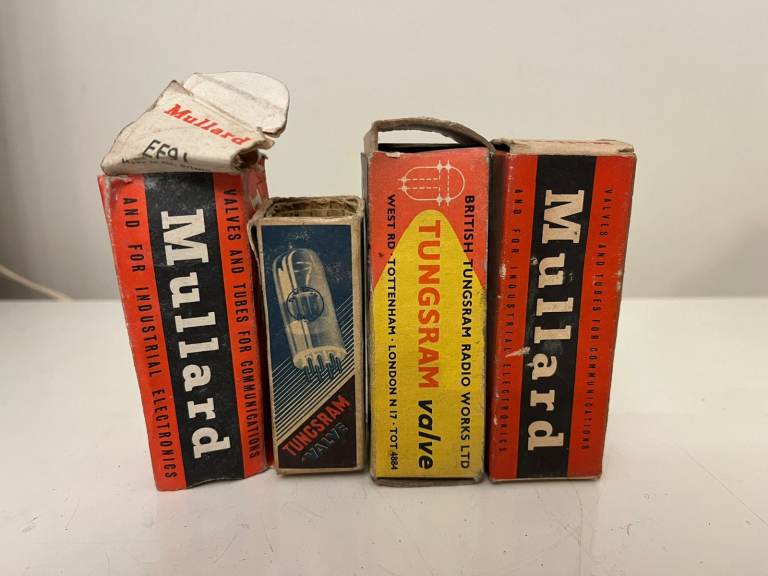 Mullard
VALVES AND TUBES FOR COMMUNICATIONS
Mullard
AND FOR INDUSTRIAL ELECTRONICS
TUNGSRAM
VALVE
BRITISH TUNGSRAM RADIO WORKS LTD
TUNGSRAM valve
WEST RD · TOTTENHAM · LONDON N 17 · TOT 4884
VALVES AND TUBES FOR COMMUNICATIONS
Mullard
AND FOR INDUSTRIAL ELECTRONICS